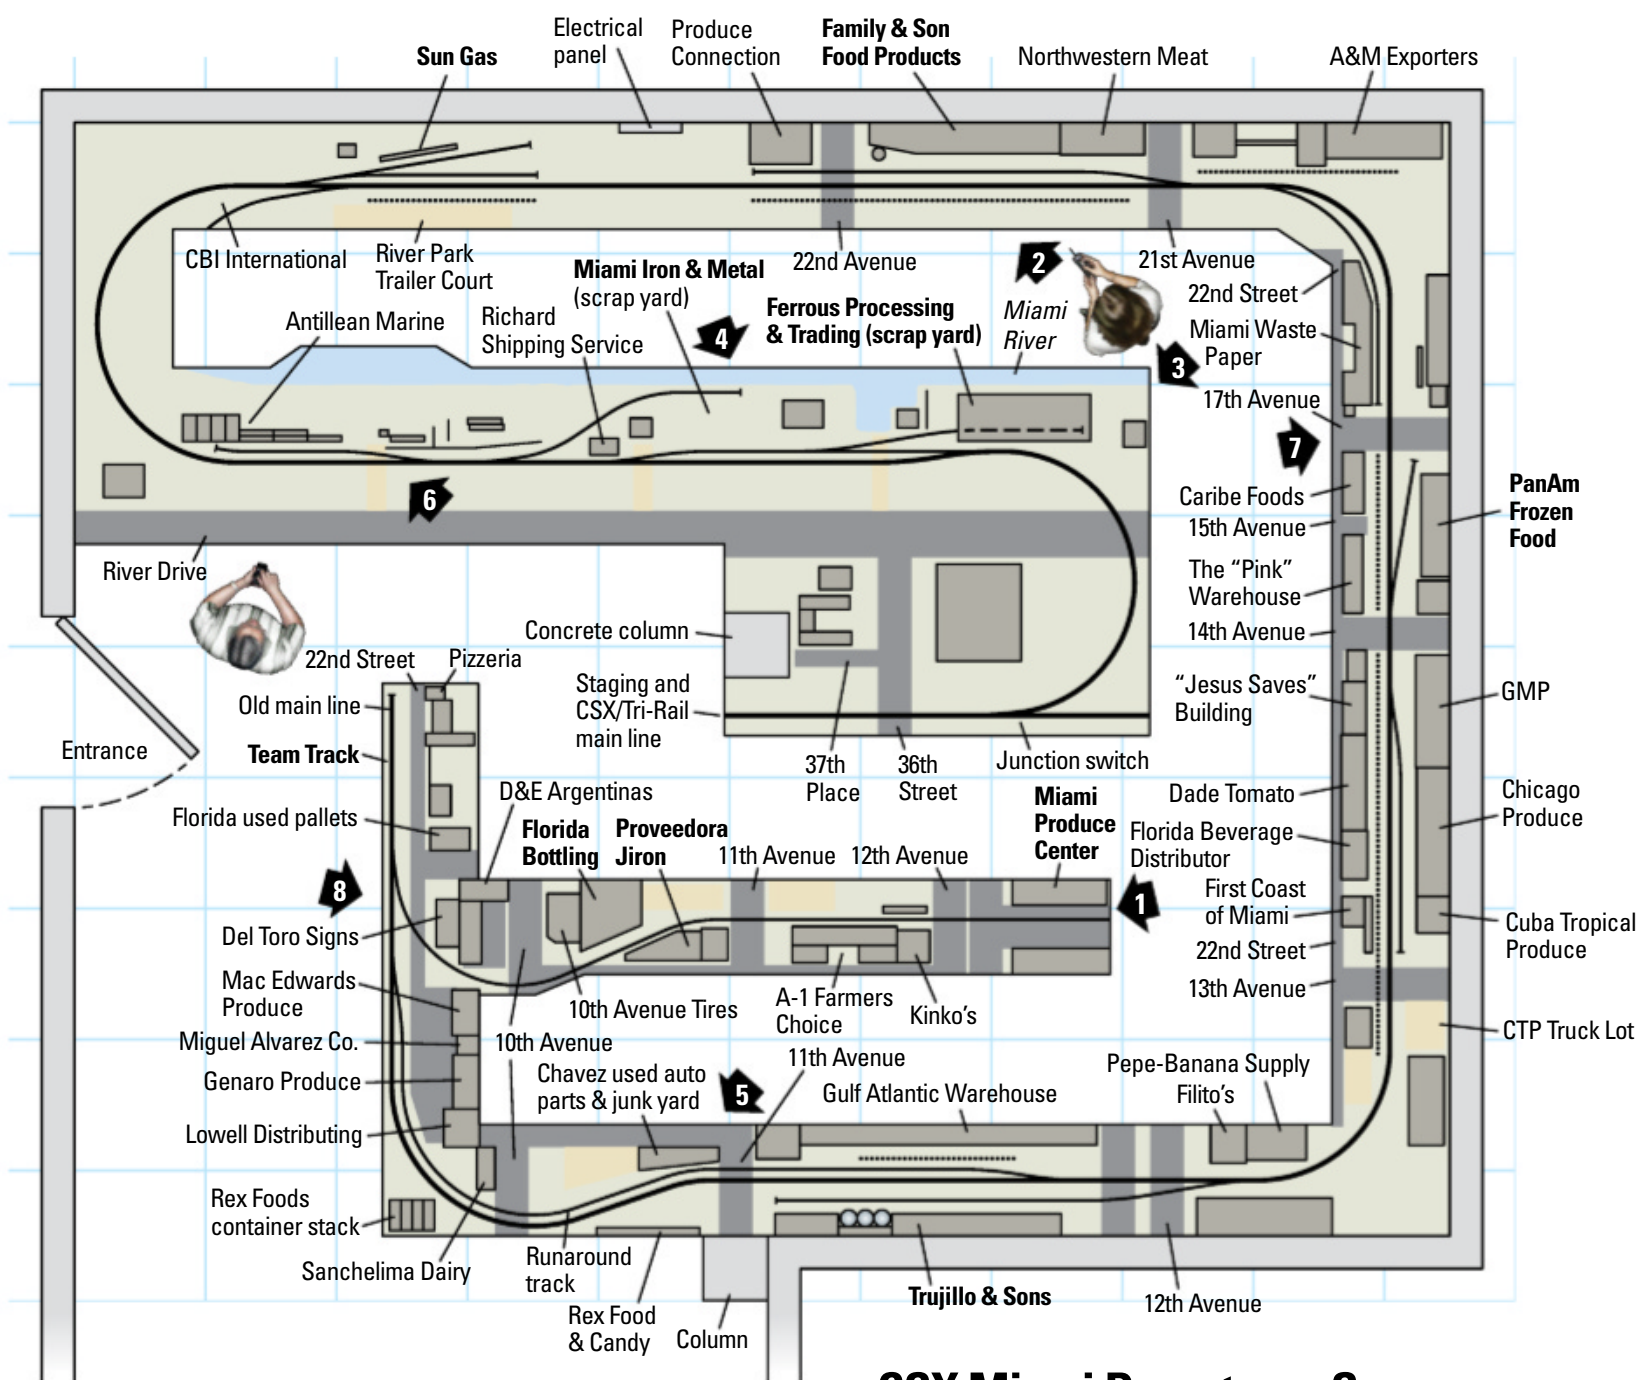 Sun Gas
Electrical
panel
Produce
Connection
Family & Son
Food Products
Northwestern Meat
A&M Exporters
CBI International
River Park
Trailer Court
Miami Iron & Metal
(scrap yard)
22nd Avenue
2
21st Avenue
22nd Street
Antillean Marine
Richard
Shipping Service
4
Ferrous Processing
& Trading (scrap yard)
Miami
River
3
Miami Waste
Paper
17th Avenue
7
6
Caribe Foods
15th Avenue
PanAm
Frozen
Food
River Drive
The “Pink”
Warehouse
14th Avenue
Concrete column
22nd Street
Pizzeria
Old main line
Staging and
CSX/Tri-Rail
main line
“Jesus Saves”
Building
GMP
Entrance
Team Track
37th
Place
36th
Street
Junction switch
D&E Argentinas
Miami
Produce
Center
Dade Tomato
Chicago
Produce
Florida used pallets
Florida
Bottling
Proveedora
Jiron
11th Avenue
12th Avenue
Florida Beverage
Distributor
8
1
First Coast
of Miami
Cuba Tropical
Produce
Del Toro Signs
22nd Street
Mac Edwards
Produce
10th Avenue Tires
A-1 Farmers
Choice
Kinko’s
13th Avenue
CTP Truck Lot
Miguel Alvarez Co.
10th Avenue
11th Avenue
Genaro Produce
Chavez used auto
parts & junk yard
5
Gulf Atlantic Warehouse
Pepe-Banana Supply
Filito’s
Lowell Distributing
Rex Foods
container stack
Sanchelima Dairy
Runaround
track
Rex Food
& Candy
Column
Trujillo & Sons
12th Avenue